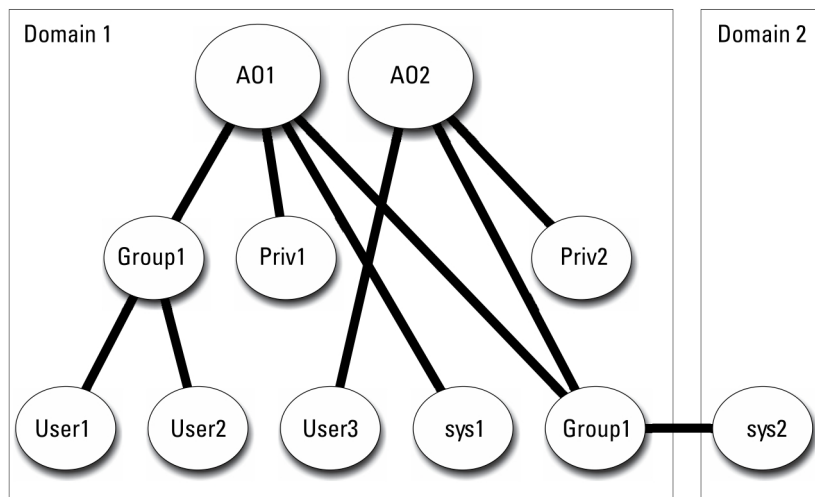 Domain 1
Domain 2
AO1
AO2
Group1
Priv1
Priv2
User1
User2
User3
sys1
Group1
sys2